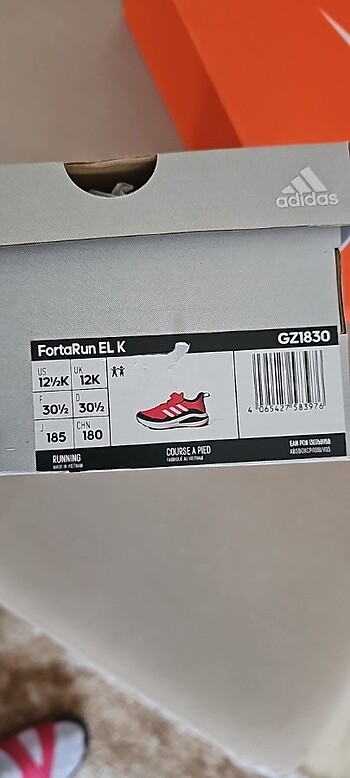 adidas
FortaRun EL K GZ1830
US UK
12½K 12K
F D
30½ 30½
J CHN
185 180
4 065427 583976
RUNNING
MADE IN VIETNAM
COURSE A PIED
FABRIQUÉ AU VIETNAM